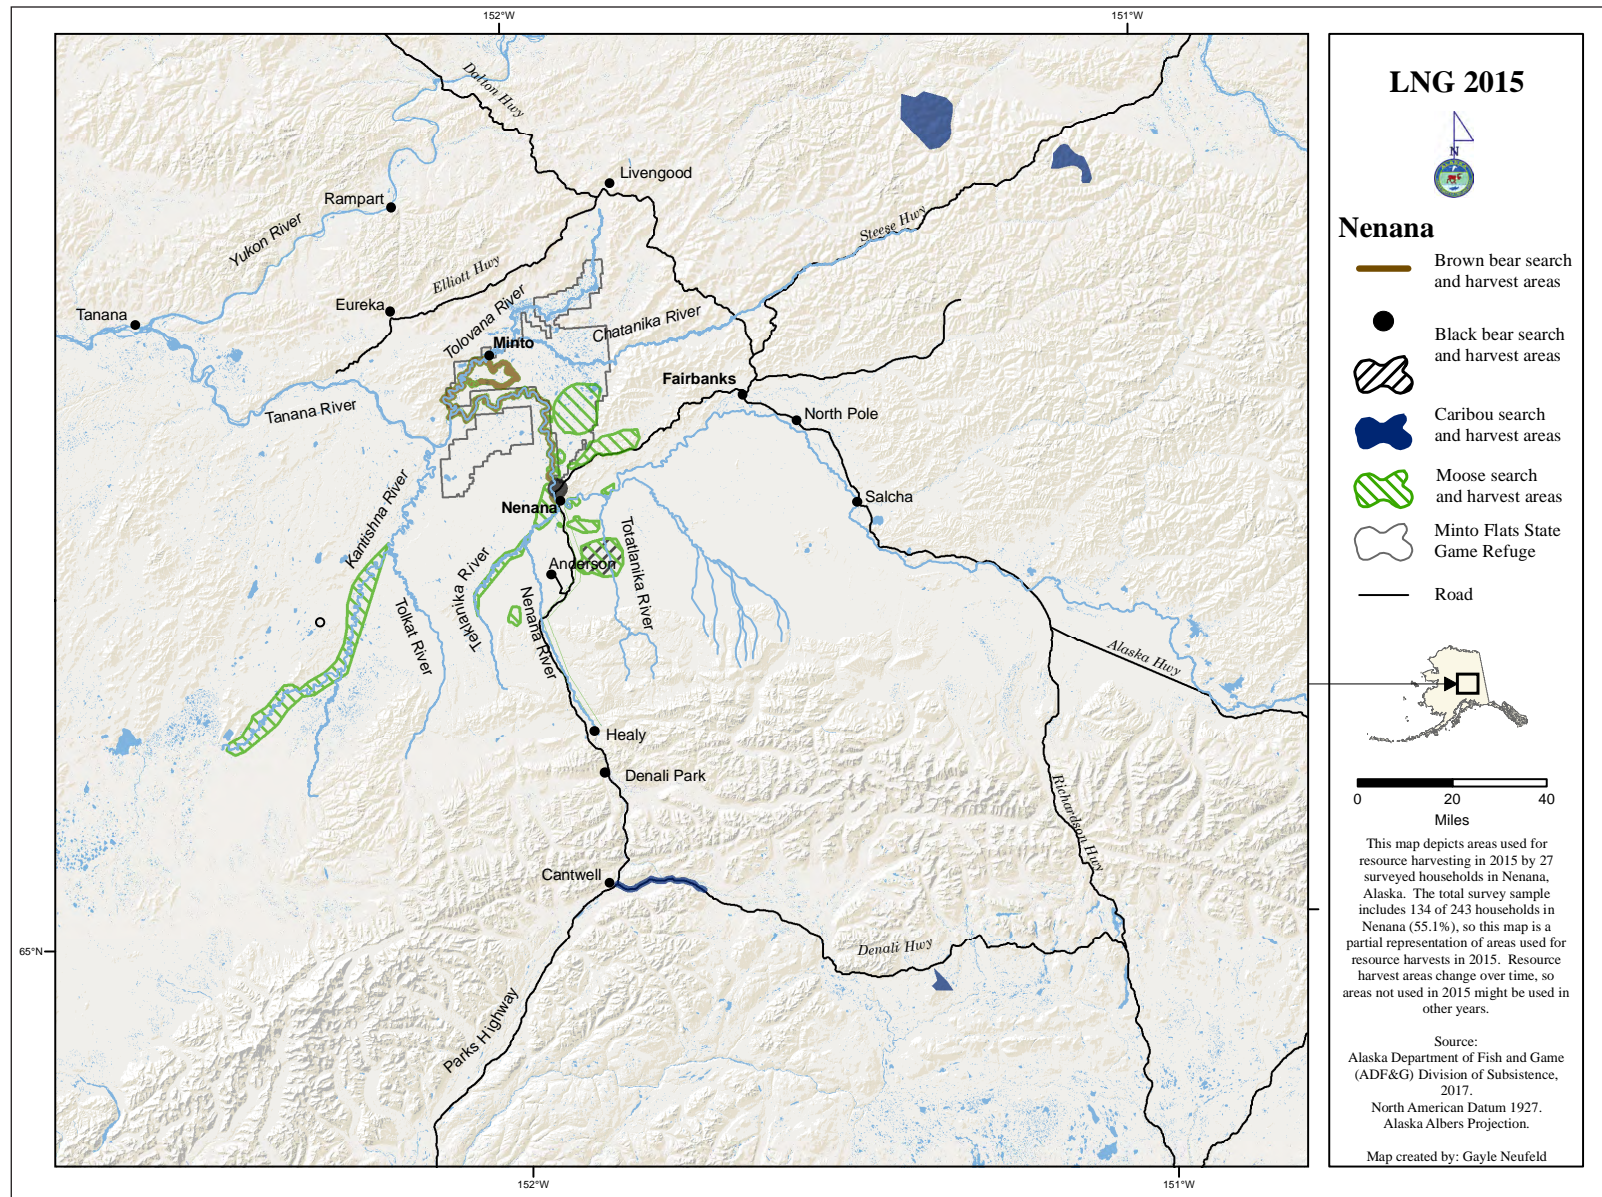 152°W
151°W
Dalton Hwy
Livengood
Rampart
Yukon River
Steese Hwy
Elliott Hwy
Eureka
Tanana
Tolovana River
Chatanika River
Minto
Fairbanks
Tanana River
North Pole
Kantishna River
Nenana
Salcha
Totatlanika River
Anderson
Teklanika River
Nenana River
Tolkat River
Alaska Hwy
Healy
Denali Park
Richardson Hwy
Cantwell
Denali Hwy
65°N
Parks Highway
152°W
151°W
LNG 2015
N
Nenana
Brown bear search
and harvest areas
Black bear search
and harvest areas
Caribou search
and harvest areas
Moose search
and harvest areas
Minto Flats State
Game Refuge
Road
0 20 40
Miles
This map depicts areas used for
resource harvesting in 2015 by 27
surveyed households in Nenana,
Alaska. The total survey sample
includes 134 of 243 households in
Nenana (55.1%), so this map is a
partial representation of areas used for
resource harvests in 2015. Resource
harvest areas change over time, so
areas not used in 2015 might be used in
other years.
Source:
Alaska Department of Fish and Game
(ADF&G) Division of Subsistence,
2017.
North American Datum 1927.
Alaska Albers Projection.
Map created by: Gayle Neufeld